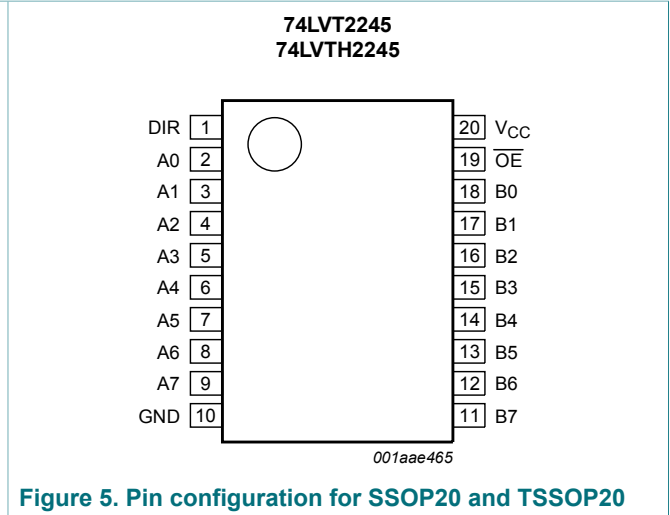 74LVT2245
74LVTH2245
DIR 1 20 VCC
A0 2 19 O̅E̅
A1 3 18 B0
A2 4 17 B1
A3 5 16 B2
A4 6 15 B3
A5 7 14 B4
A6 8 13 B5
A7 9 12 B6
GND 10 11 B7
001aae465
Figure 5. Pin configuration for SSOP20 and TSSOP20